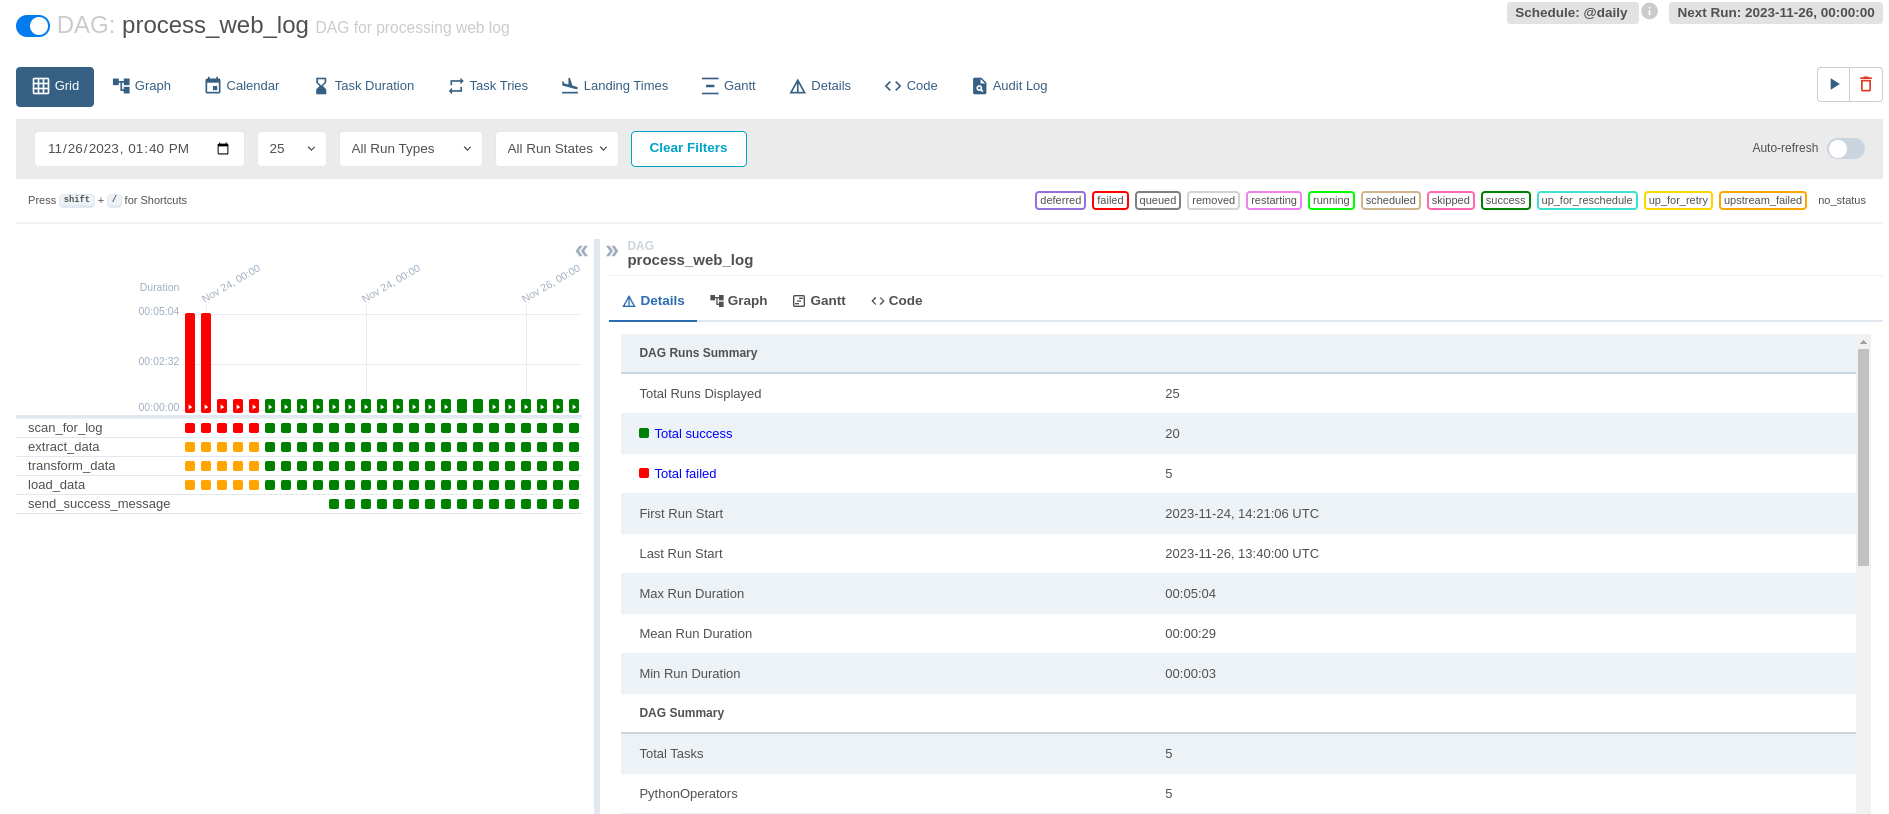 DAG: process_web_log DAG for processing web log
Schedule: @daily
Next Run: 2023-11-26, 00:00:00
Grid
Graph
Calendar
Task Duration
Task Tries
Landing Times
Gantt
Details
Code
Audit Log
11/26/2023, 01:40 PM
25
All Run Types
All Run States
Clear Filters
Auto-refresh
Press shift + / for Shortcuts
deferred
failed
queued
removed
restarting
running
scheduled
skipped
success
up_for_reschedule
up_for_retry
upstream_failed
no_status
Duration
Nov 24, 00:00
Nov 24, 00:00
Nov 26, 00:00
00:05:04
00:02:32
00:00:00
scan_for_log
extract_data
transform_data
load_data
send_success_message
DAG
process_web_log
Details
Graph
Gantt
Code
DAG Runs Summary
Total Runs Displayed 25
Total success 20
Total failed 5
First Run Start 2023-11-24, 14:21:06 UTC
Last Run Start 2023-11-26, 13:40:00 UTC
Max Run Duration 00:05:04
Mean Run Duration 00:00:29
Min Run Duration 00:00:03
DAG Summary
Total Tasks 5
PythonOperators 5